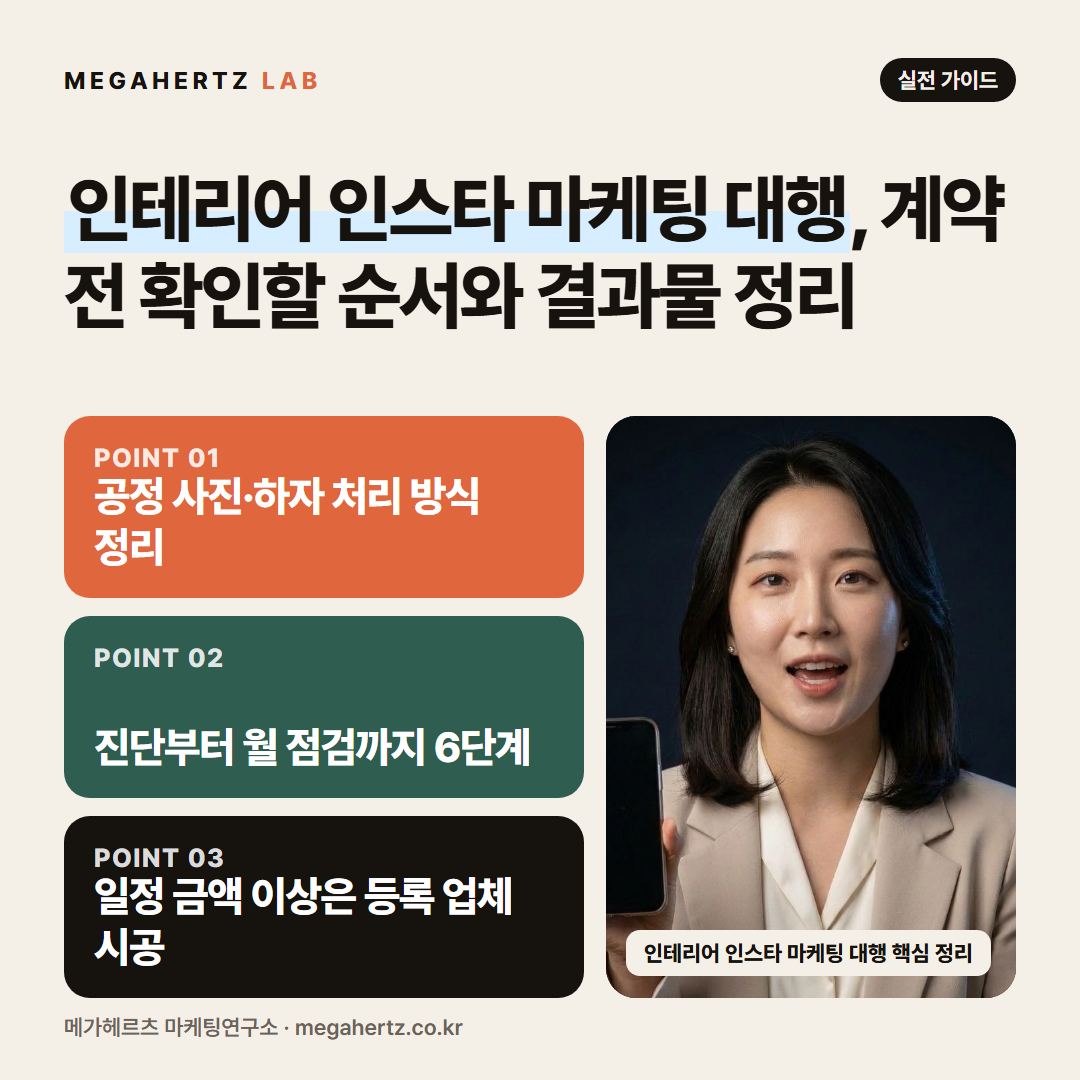 MEGAHERTZ LAB
실전 가이드
인테리어 인스타 마케팅 대행, 계약
전 확인할 순서와 결과물 정리
POINT 01
공정 사진·하자 처리 방식
정리
POINT 02
진단부터 월 점검까지 6단계
POINT 03
일정 금액 이상은 등록 업체
시공
인테리어 인스타 마케팅 대행 핵심 정리
메가헤르츠 마케팅연구소 · megahertz.co.kr